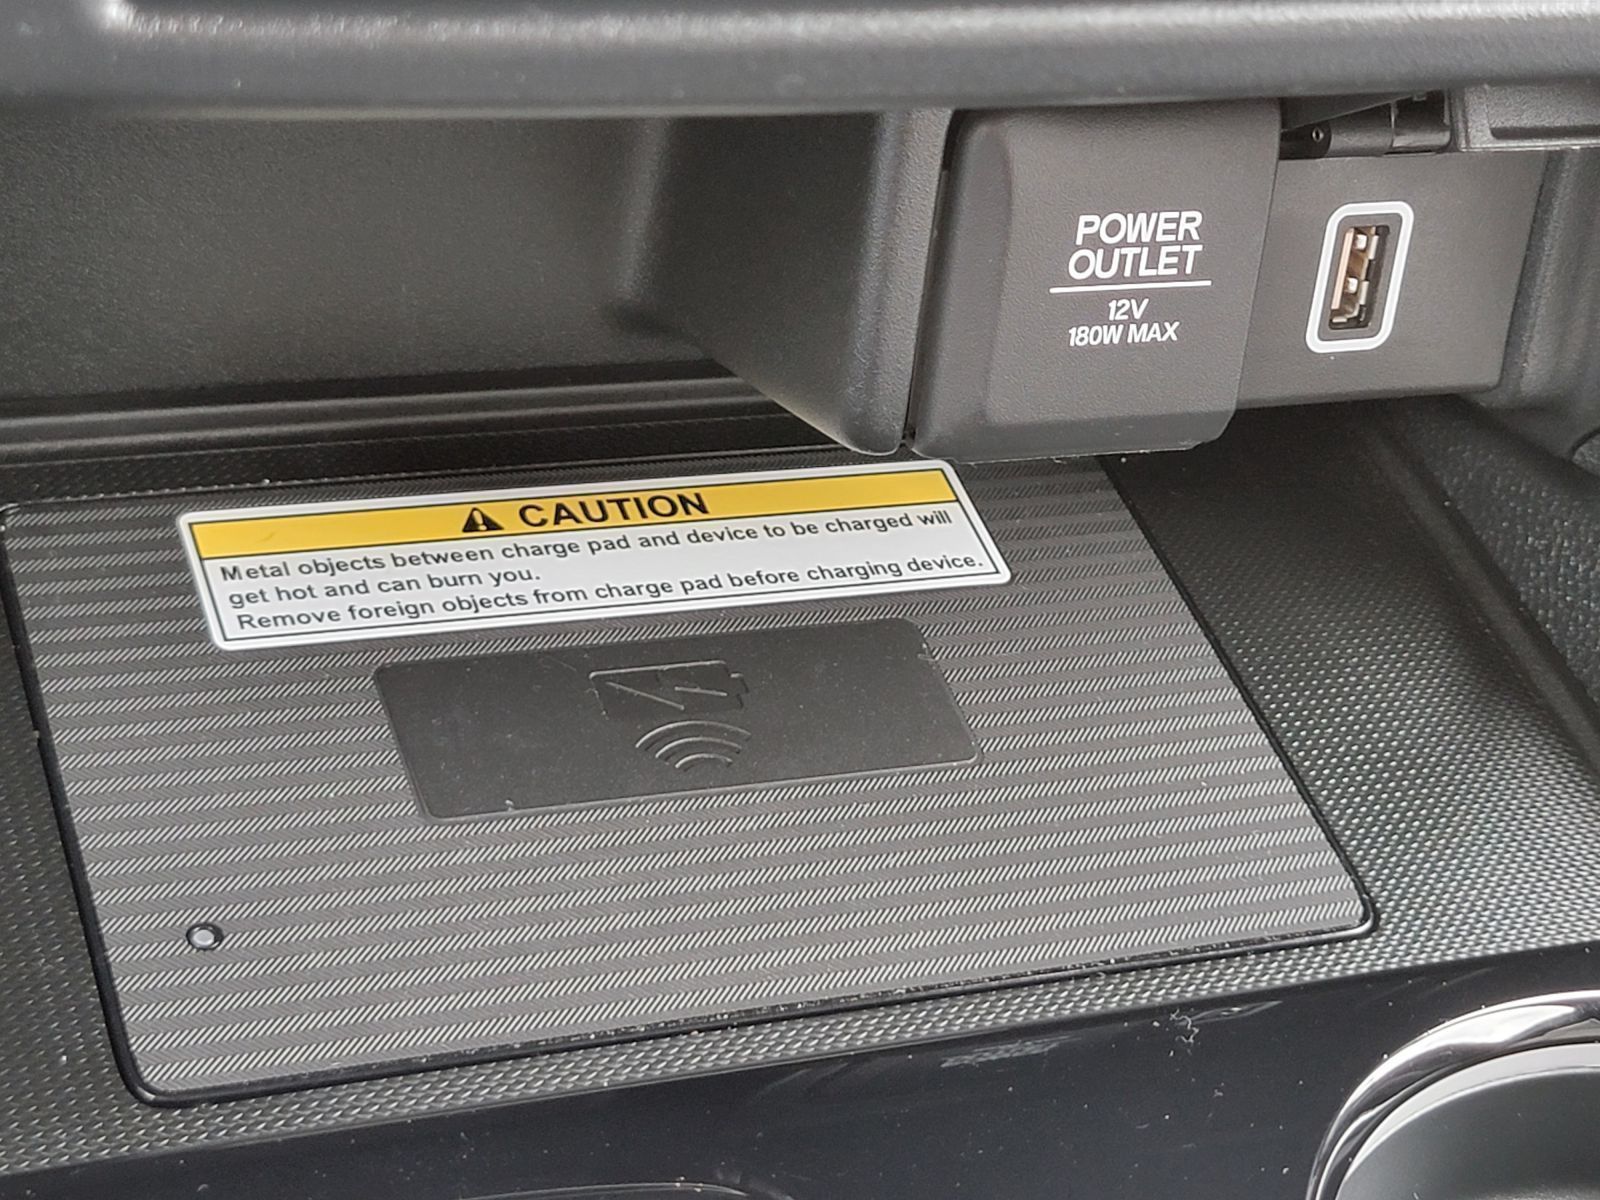 POWER
OUTLET
12V
180W MAX
CAUTION
Metal objects between charge pad and device to be charged will
get hot and can burn you.
Remove foreign objects from charge pad before charging device.